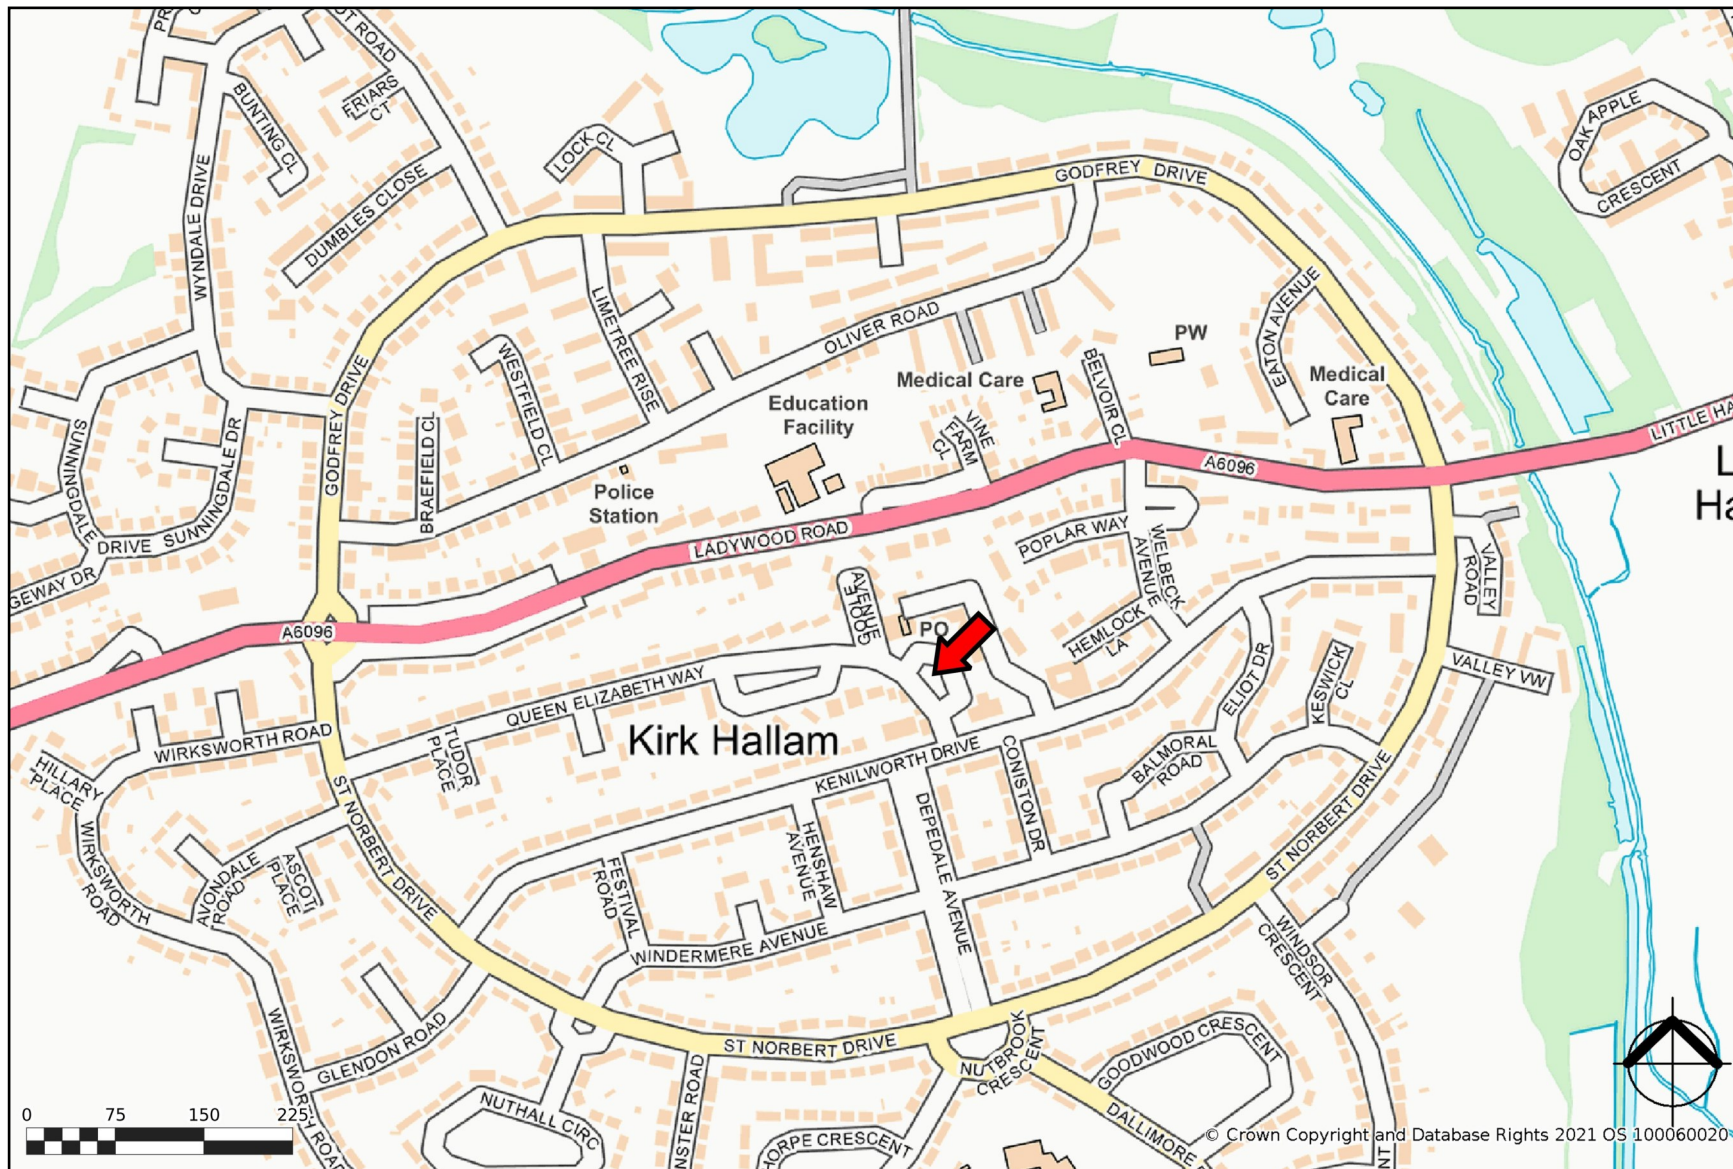 BUNTING CL
FRIARS
CT
LOCK CL
OAK APPLE
CRESCENT
WYNDALE DRIVE
DUMBLES CLOSE
GODFREY DRIVE
EATON AVENUE
LIMETREE RISE
OLIVER ROAD
PW
WESTFIELD CL
BELVOIR CL
Medical Care
Medical
Care
GODFREY DRIVE
Education
Facility
VINE
FARM
CL
LITTLE HA
SUNNINGDALE
SUNNINGDALE DR
DRIVE
BRAEFIELD CL
A6096
L
Ha
Police
Station
LADYWOOD ROAD
POPLAR WAY
WELBECK
AVENUE
VALLEY
ROAD
GEWAY DR
GOOLE
AVENUE
A6096
PO
HEMLOCK
LA
ELIOT DR
KESWICK
CL
VALLEY VW
QUEEN ELIZABETH WAY
WIRKSWORTH ROAD
TUDOR
PLACE
Kirk Hallam
KENILWORTH DRIVE
CONISTON DR
BALMORAL
ROAD
HILLARY
PLACE
ST NORBERT DRIVE
WIRKSWORTH
ROAD
AVONDALE
ROAD
ASCOT
PLACE
FESTIVAL
ROAD
HENSHAW
AVENUE
DEPEDALE AVENUE
ST NORBERT DRIVE
WINDERMERE AVENUE
WINDSOR
CRESCENT
WIRKSWORTH ROAD
GLENDON ROAD
ST NORBERT DRIVE
NUTBROOK
CRESCENT
GOODWOOD CRESCENT
NUTHALL CIRC
NSTER ROAD
HORPE CRESCENT
DALLIMORE
NT
0 75 150 225
© Crown Copyright and Database Rights 2021 OS 100060020